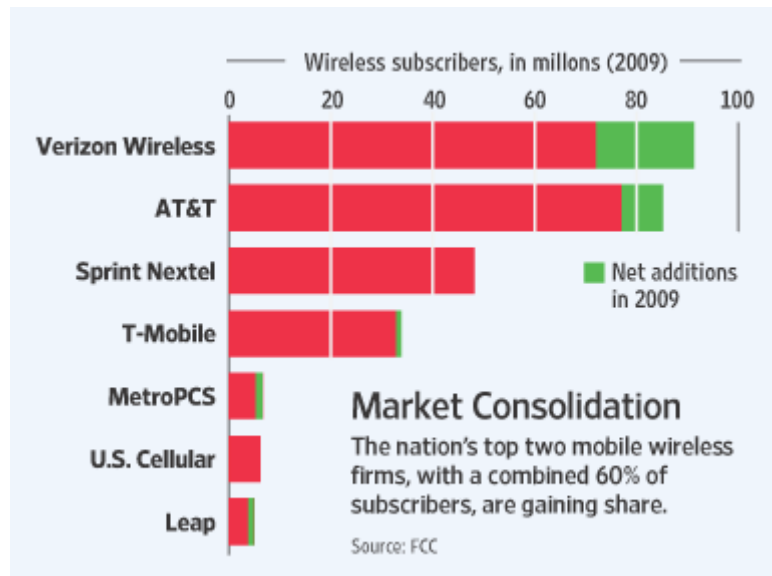 Wireless subscribers, in millons (2009)
0 20 40 60 80 100
Verizon Wireless
AT&T
Sprint Nextel
Net additions
in 2009
T-Mobile
MetroPCS
U.S. Cellular
Leap
Market Consolidation
The nation's top two mobile wireless
firms, with a combined 60% of
subscribers, are gaining share.
Source: FCC